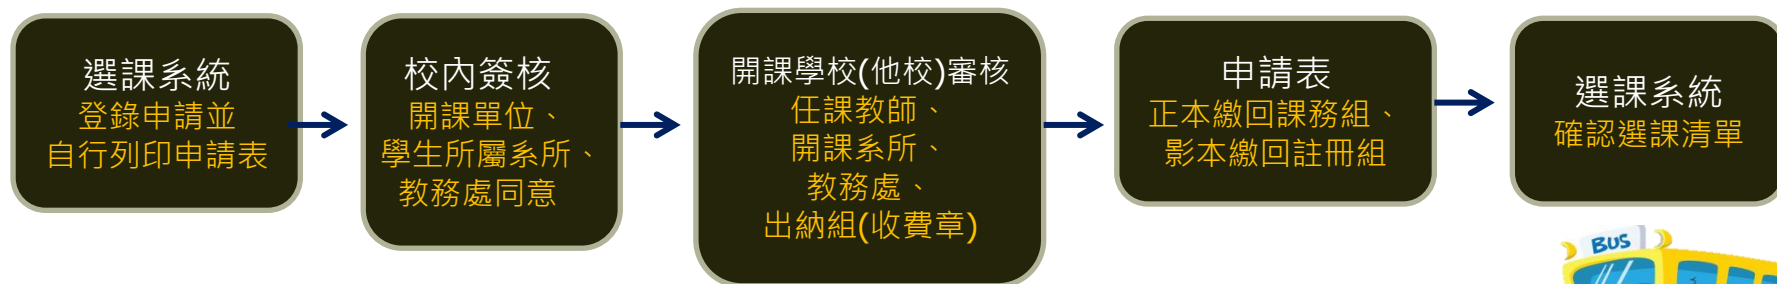 選課系統
登錄申請並
自行列印申請表
校內簽核
開課單位、
學生所屬系所、
教務處同意
開課學校(他校)審核
任課教師、
開課系所、
教務處、
出納組(收費章)
申請表
正本繳回課務組、
影本繳回註冊組
選課系統
確認選課清單
BUS